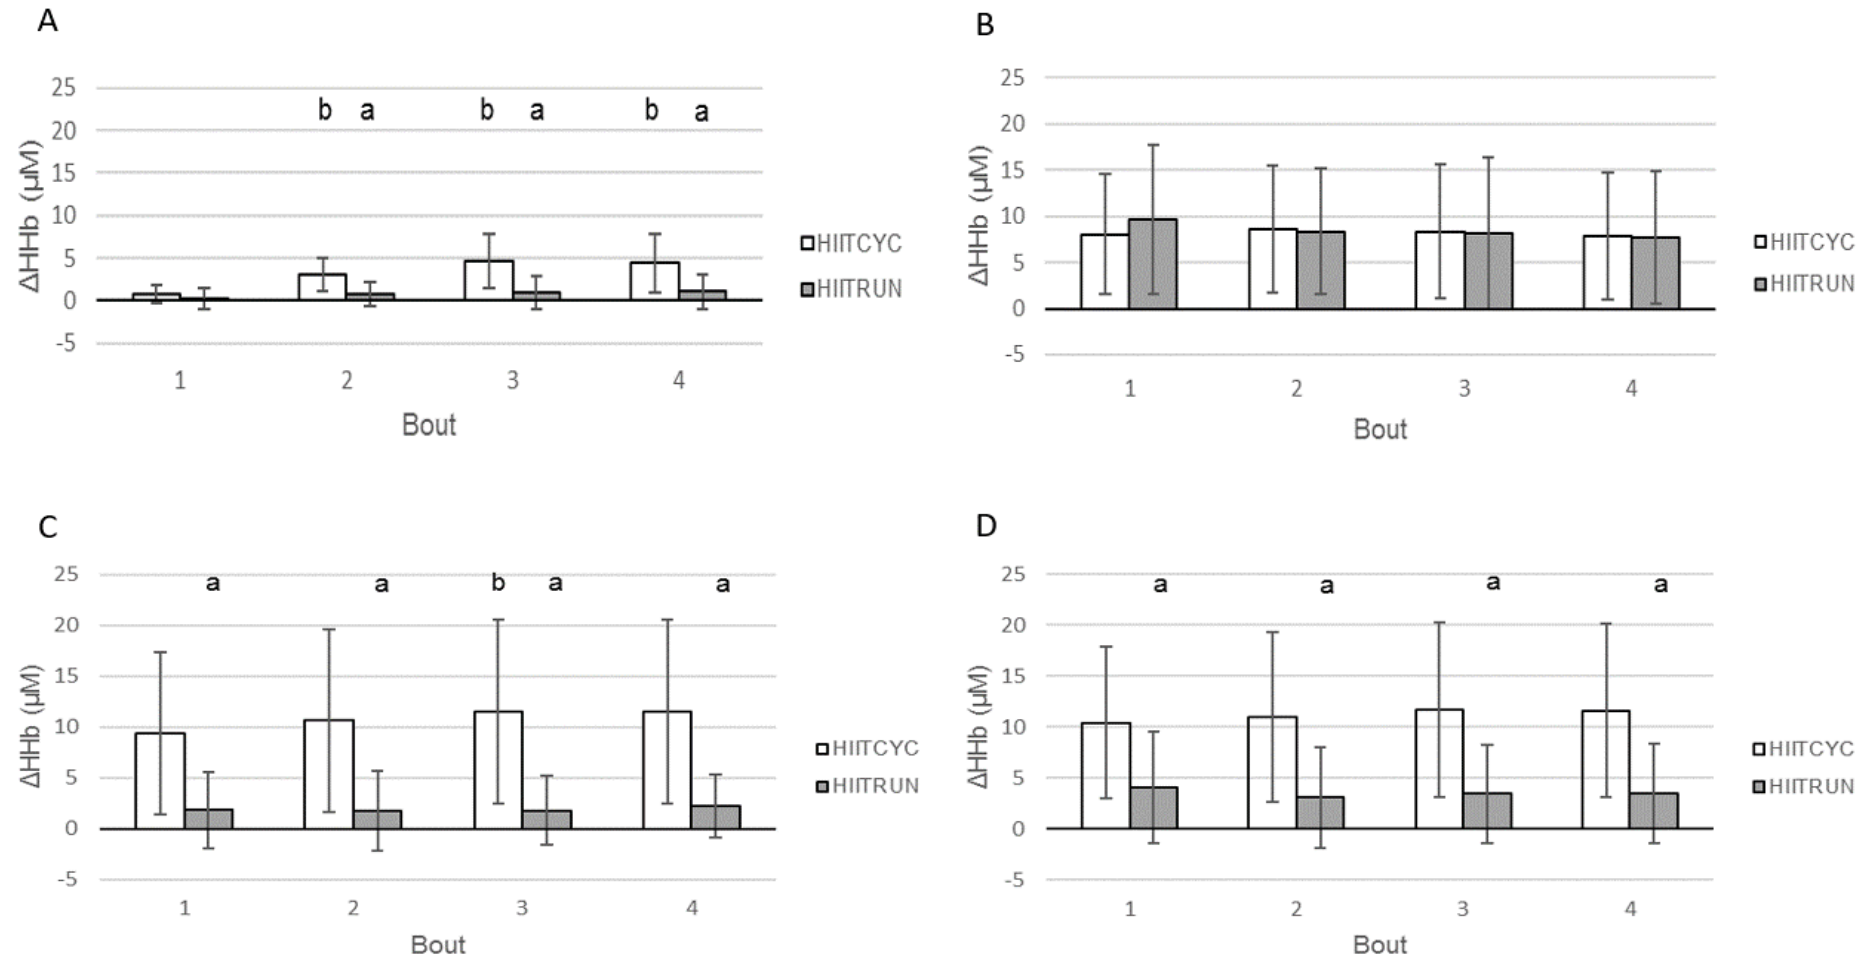 A
25
20
15
10
5
0
-5
ΔHHb (µM)
b a b a b a
1 2 3 4
Bout
HIITCYC
HIITRUN
B
25
20
15
10
5
0
-5
ΔHHb (µM)
1 2 3 4
Bout
HIITCYC
HIITRUN
C
25
20
15
10
5
0
-5
ΔHHb (µM)
a a b a a
1 2 3 4
Bout
HIITCYC
HIITRUN
D
25
20
15
10
5
0
-5
ΔHHb (µM)
a a a a
1 2 3 4
Bout
HIITCYC
HIITRUN